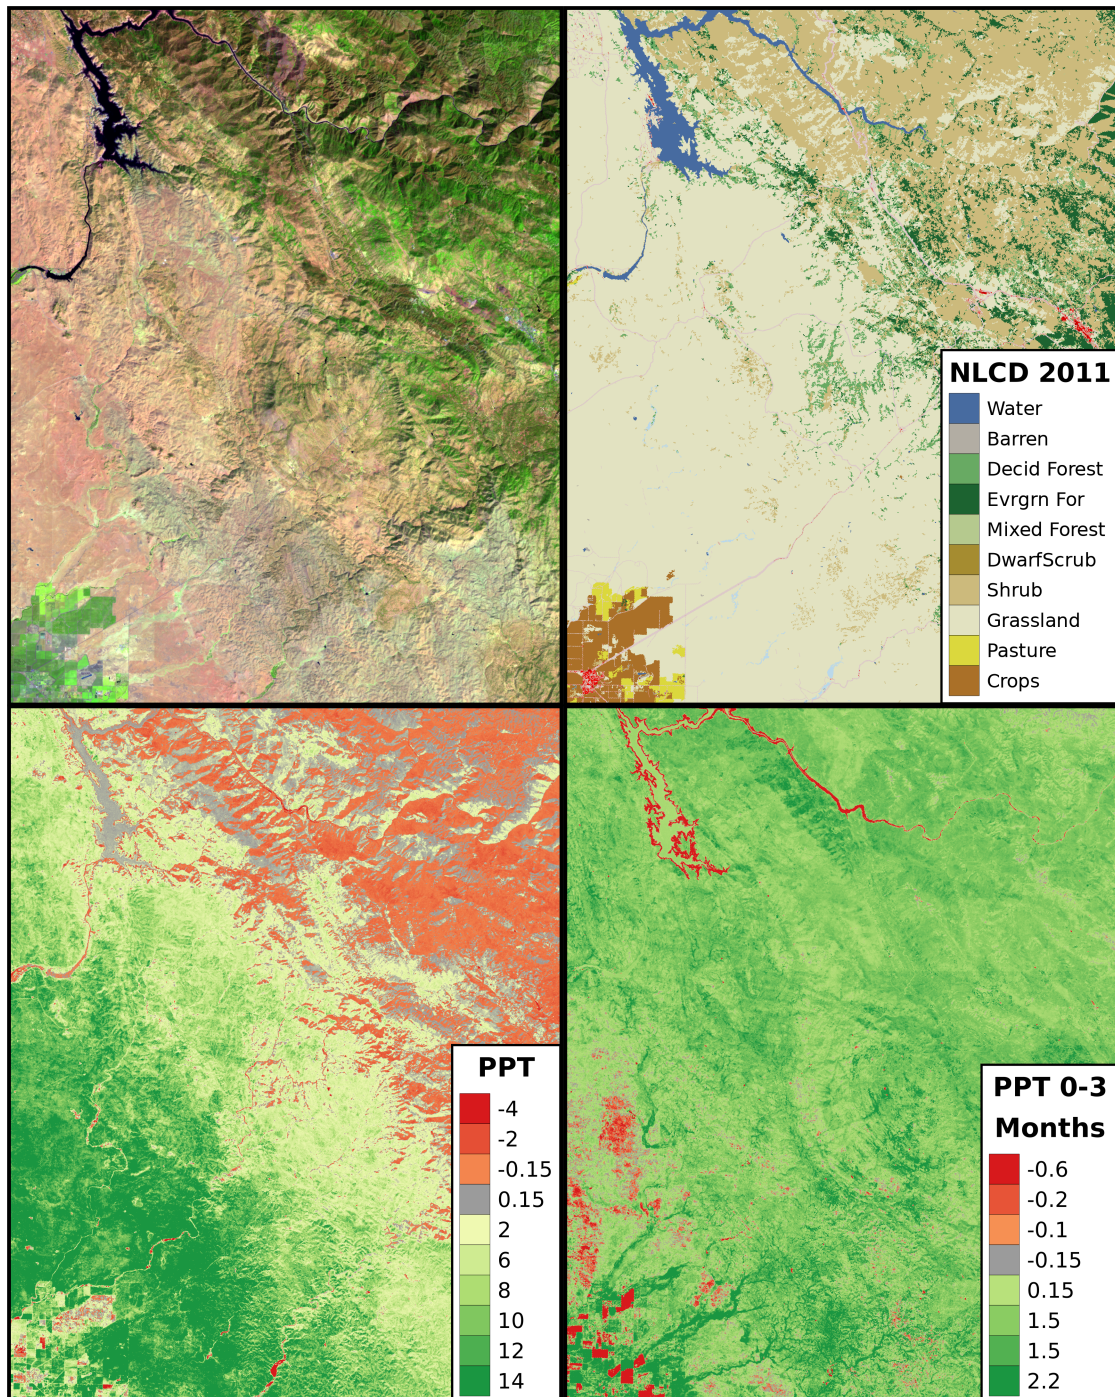 NLCD 2011
Water
Barren
Decid Forest
Evrgrn For
Mixed Forest
DwarfScrub
Shrub
Grassland
Pasture
Crops
PPT
-4
-2
-0.15
0.15
2
6
8
10
12
14
PPT 0-3
Months
-0.6
-0.2
-0.1
-0.15
0.15
1.5
1.5
2.2